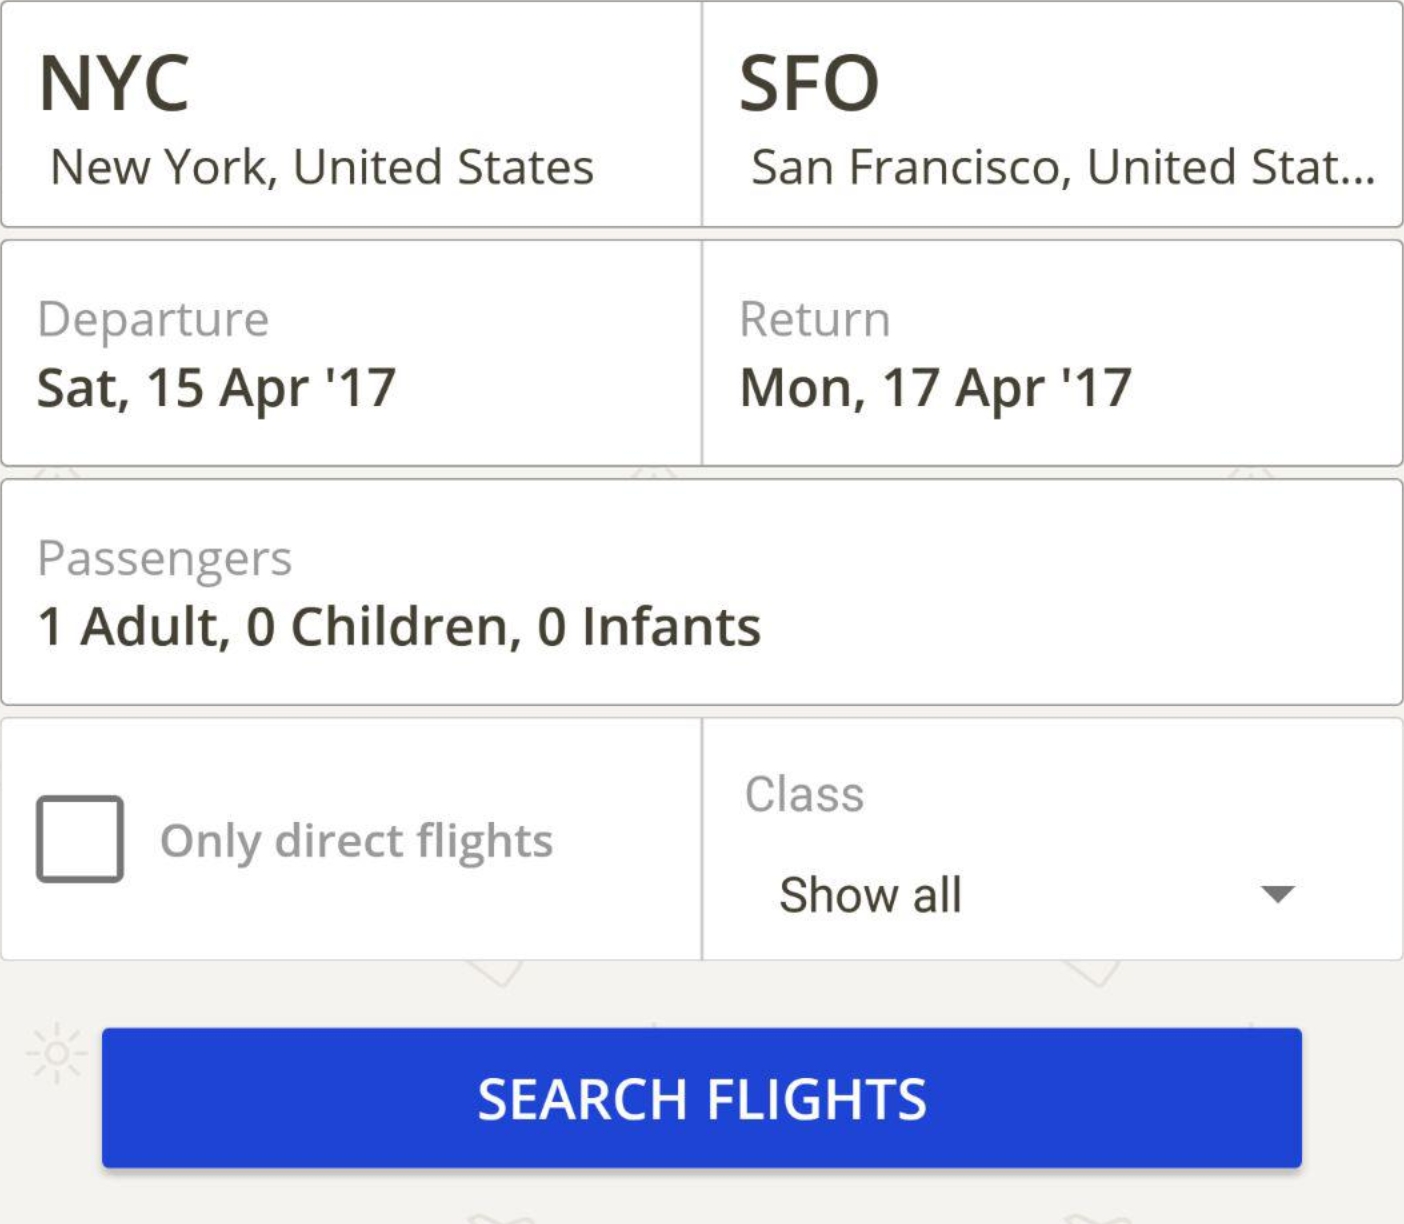 NYC
New York, United States
SFO
San Francisco, United Stat...
Departure
Sat, 15 Apr '17
Return
Mon, 17 Apr '17
Passengers
1 Adult, 0 Children, 0 Infants
Only direct flights
Class
Show all
SEARCH FLIGHTS